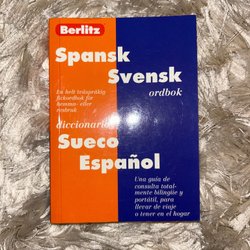 Berlitz
Spansk
Svensk
ordbok
En helt tvåspråkig
fickordbok för
hemma- eller
resbruk
diccionario
Sueco
Español
Una guía de
consulta total-
mente bilingüe y
portátil, para
llevar de viaje
o tener en el hogar